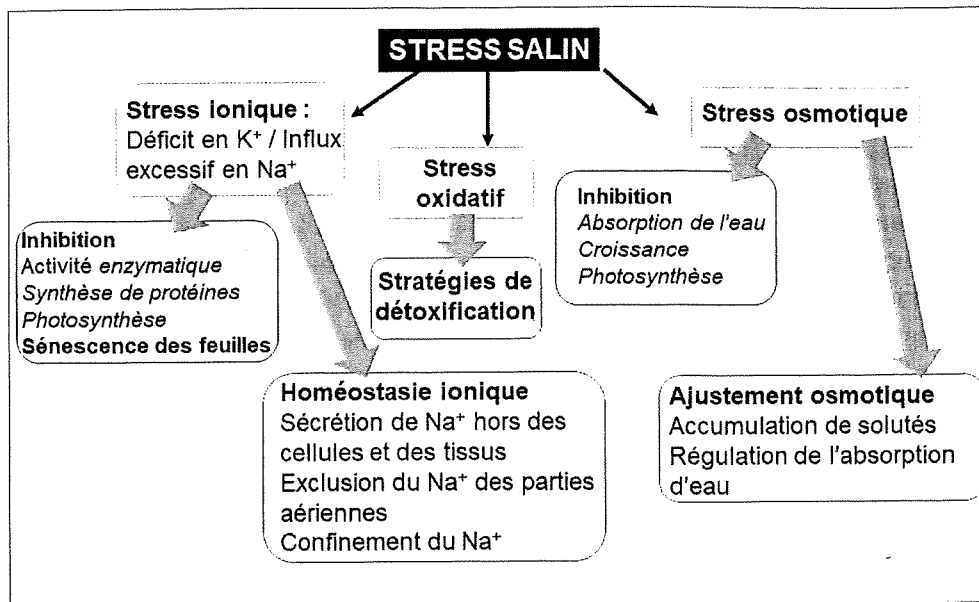 STRESS SALIN
Stress ionique :
Déficit en K⁺ / Influx
excessif en Na⁺
Stress
oxidatif
Stress osmotique
Inhibition
Activité enzymatique
Synthèse de protéines
Photosynthèse
Sénescence des feuilles
Stratégies de
détoxification
Inhibition
Absorption de l'eau
Croissance
Photosynthèse
Homéostasie ionique
Sécrétion de Na⁺ hors des
cellules et des tissus
Exclusion du Na⁺ des parties
aériennes
Confinement du Na⁺
Ajustement osmotique
Accumulation de solutés
Régulation de l'absorption
d'eau